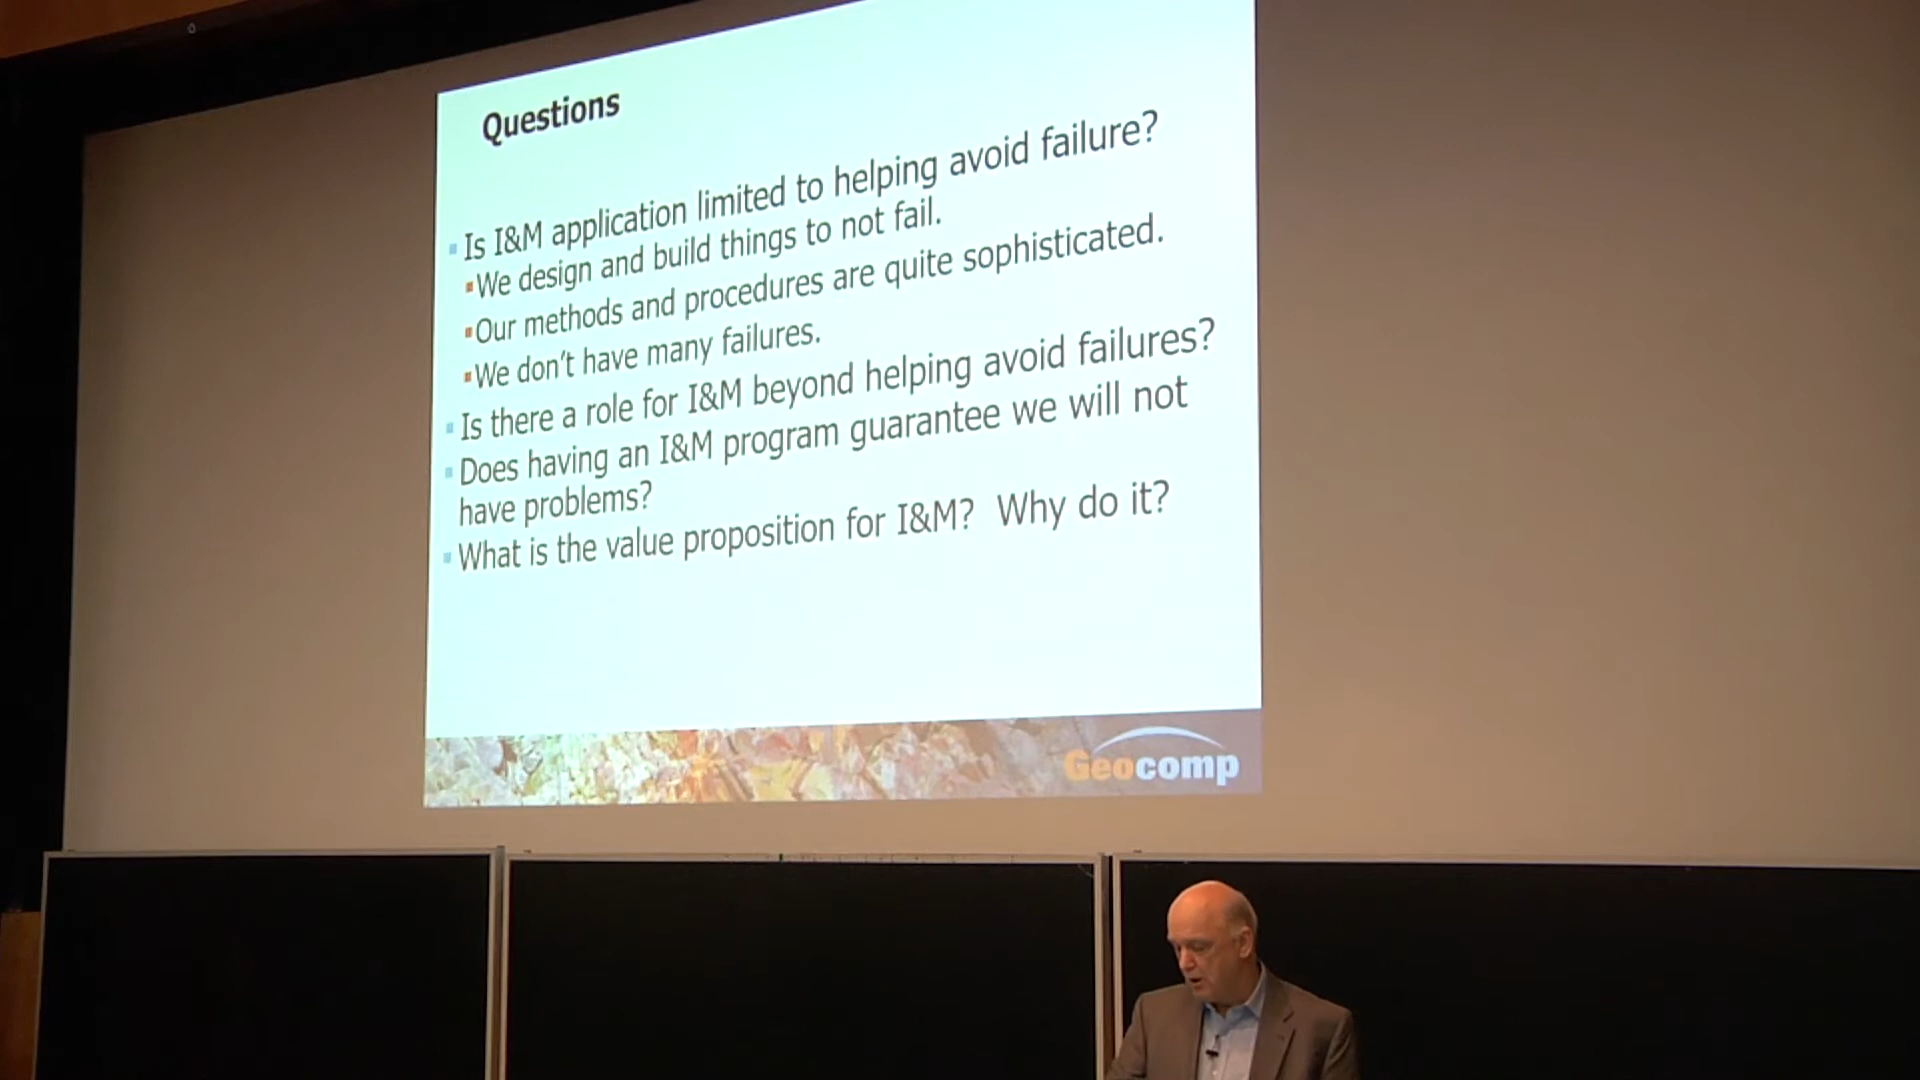 Questions
Is I&M application limited to helping avoid failure?
We design and build things to not fail.
Our methods and procedures are quite sophisticated.
We don't have many failures.
Is there a role for I&M beyond helping avoid failures?
Does having an I&M program guarantee we will not
have problems?
What is the value proposition for I&M?  Why do it?
Geocomp